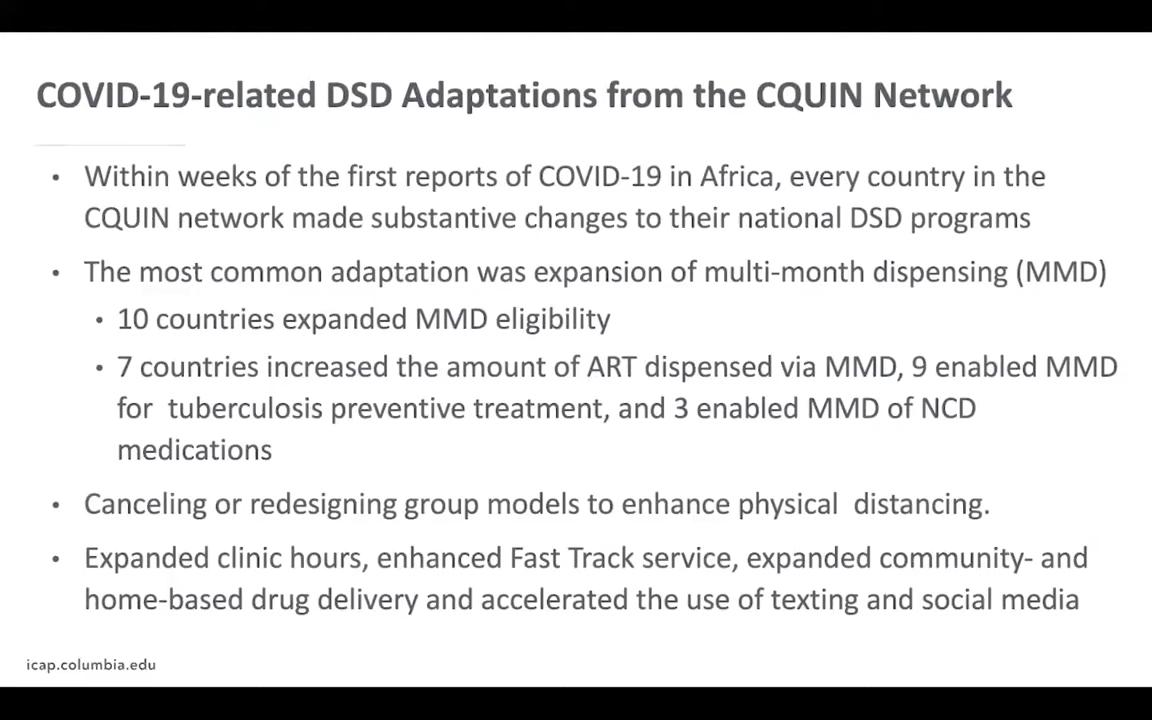 COVID-19-related DSD Adaptations from the CQUIN Network
• Within weeks of the first reports of COVID-19 in Africa, every country in the
CQUIN network made substantive changes to their national DSD programs
• The most common adaptation was expansion of multi-month dispensing (MMD)
• 10 countries expanded MMD eligibility
• 7 countries increased the amount of ART dispensed via MMD, 9 enabled MMD
for  tuberculosis preventive treatment, and 3 enabled MMD of NCD
medications
• Canceling or redesigning group models to enhance physical  distancing.
• Expanded clinic hours, enhanced Fast Track service, expanded community- and
home-based drug delivery and accelerated the use of texting and social media
icap.columbia.edu